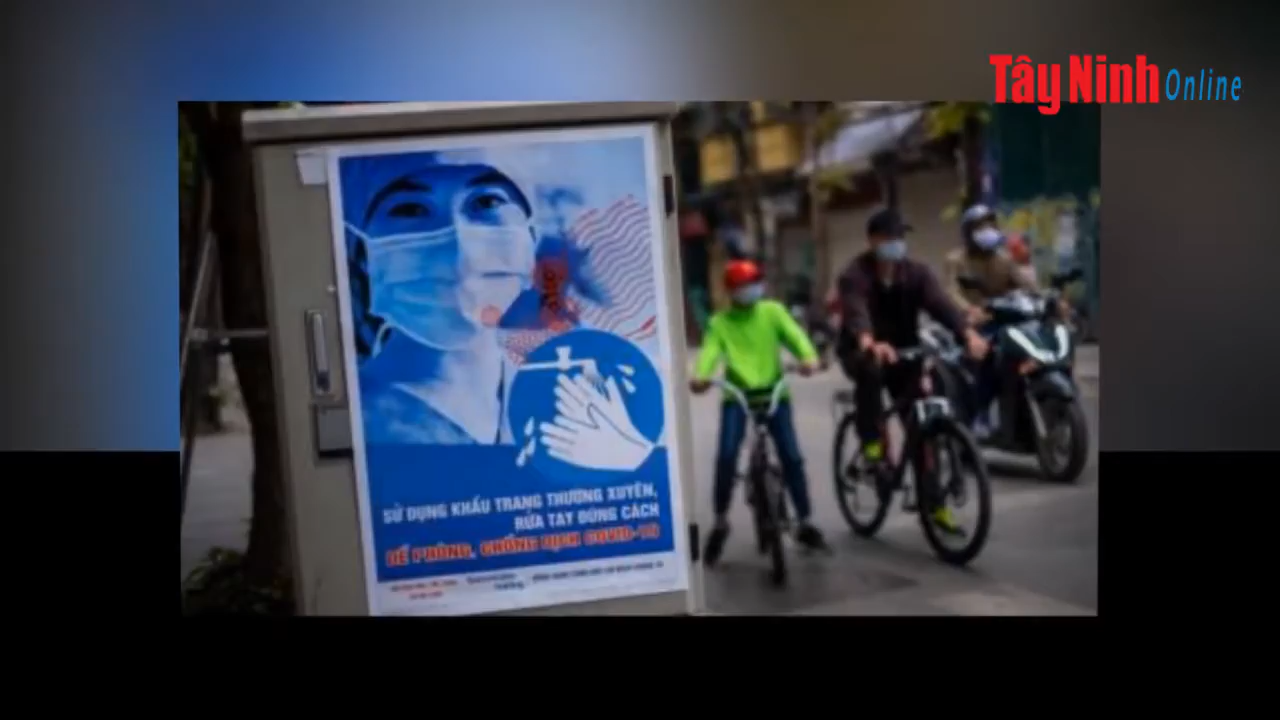 Tây Ninh Online
SỬ DỤNG KHẨU TRANG THƯỜNG XUYÊN,
RỬA TAY ĐÚNG CÁCH
ĐỂ PHÒNG, CHỐNG DỊCH COVID-19